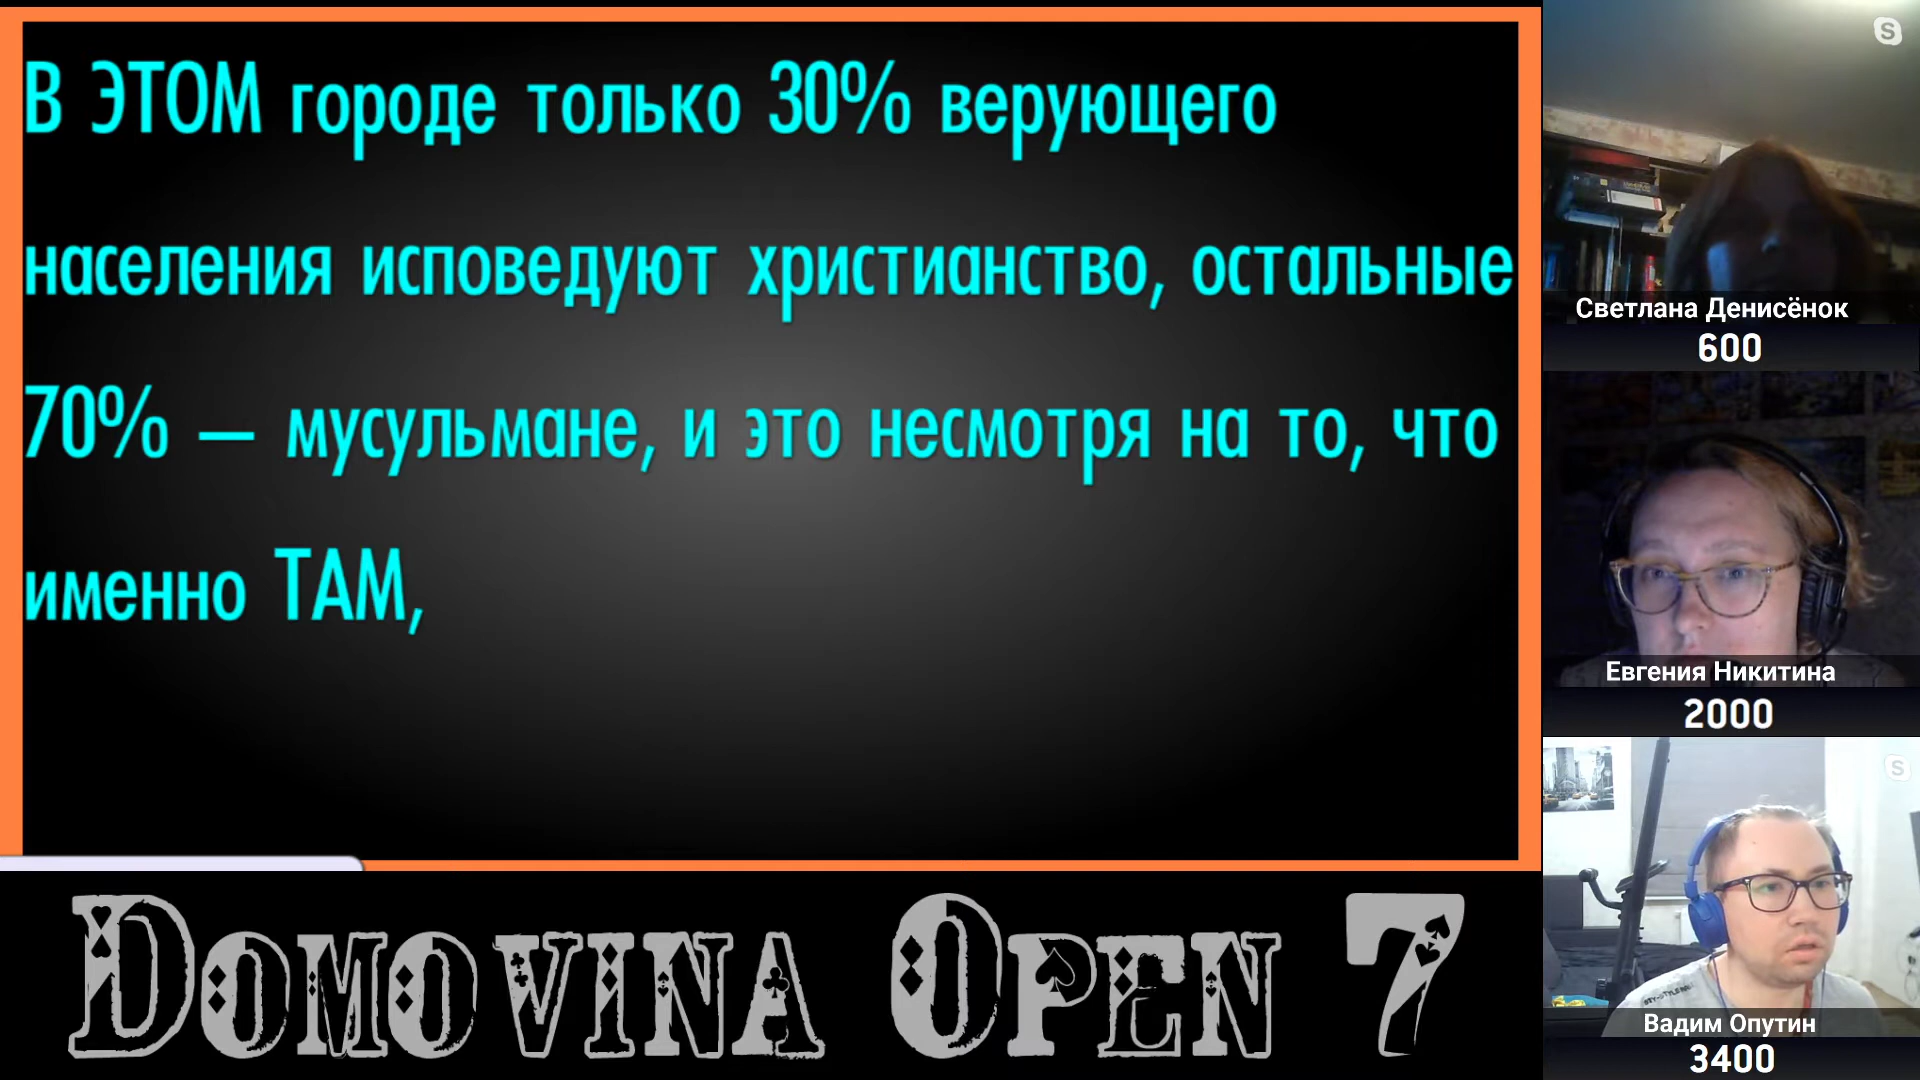 В ЭТОМ городе только 30% верующего
населения исповедуют христианство, остальные
70% — мусульмане, и это несмотря на то, что
именно ТАМ,
Светлана Денисёнок
600
Евгения Никитина
2000
Вадим Опутин
3400
DOMOVINA OPEN 7